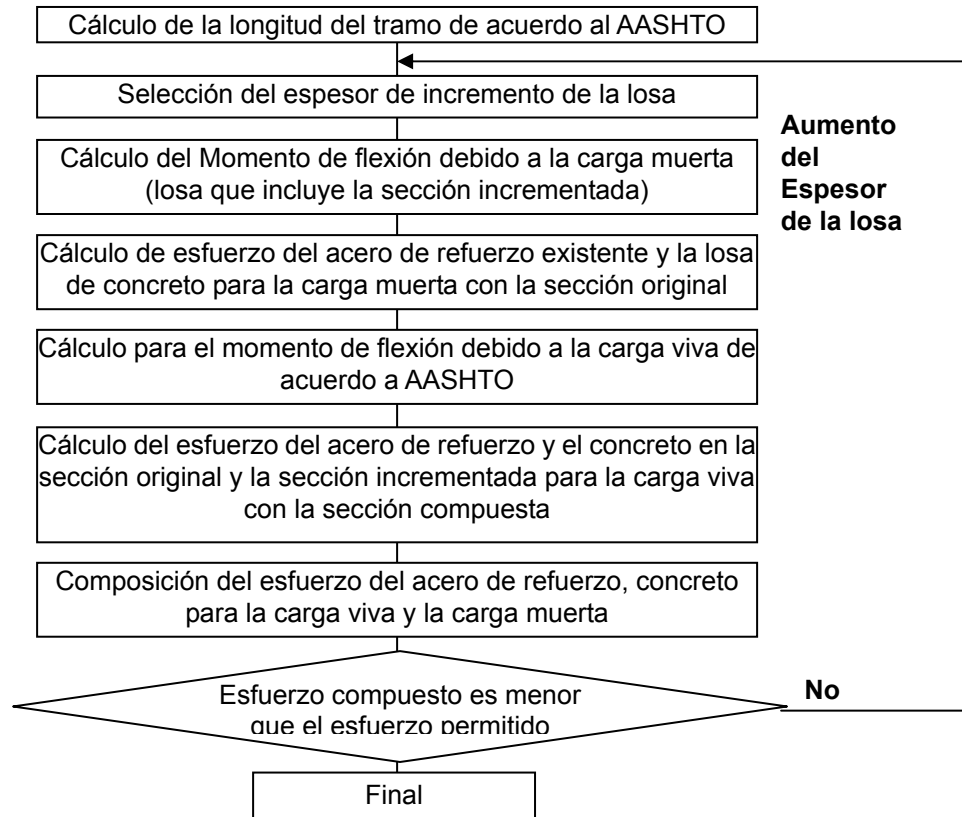 Cálculo de la longitud del tramo de acuerdo al AASHTO
Selección del espesor de incremento de la losa
Aumento
del
Espesor
de la losa
Cálculo del Momento de flexión debido a la carga muerta
(losa que incluye la sección incrementada)
Cálculo de esfuerzo del acero de refuerzo existente y la losa
de concreto para la carga muerta con la sección original
Cálculo para el momento de flexión debido a la carga viva de
acuerdo a AASHTO
Cálculo del esfuerzo del acero de refuerzo y el concreto en la
sección original y la sección incrementada para la carga viva
con la sección compuesta
Composición del esfuerzo del acero de refuerzo, concreto
para la carga viva y la carga muerta
Esfuerzo compuesto es menor
que el esfuerzo permitido
No
Final